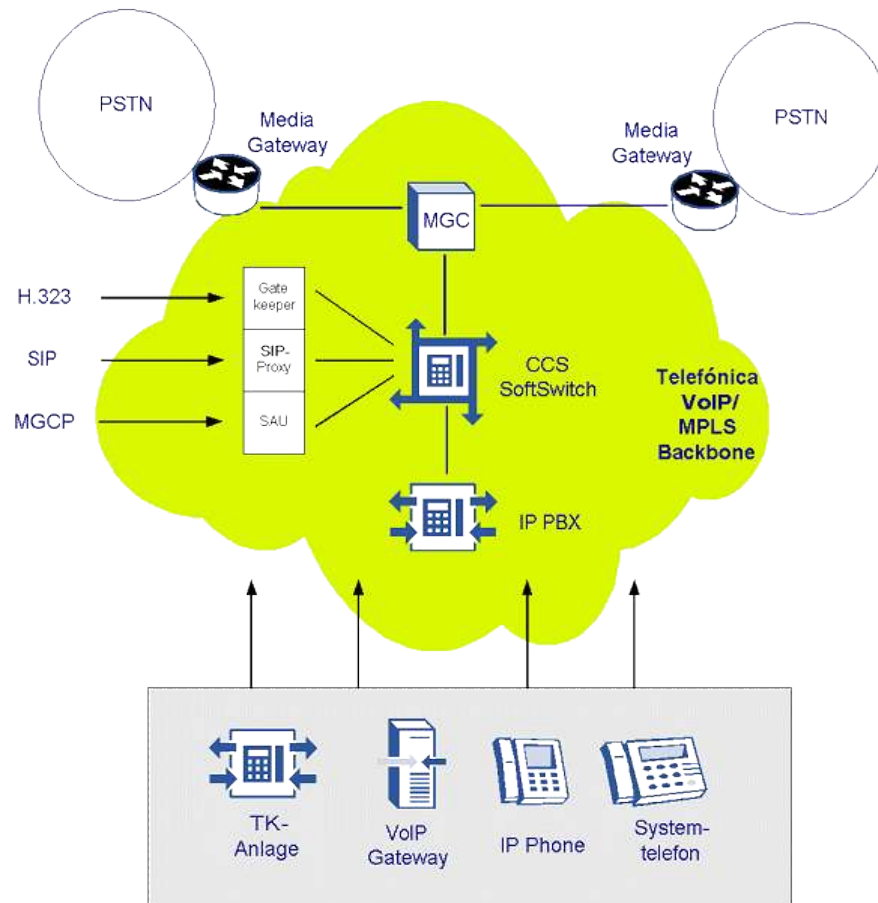 PSTN
Media
Gateway
Media
Gateway
PSTN
MGC
H.323
Gate
keeper
SIP
SIP-
Proxy
MGCP
SAU
CCS
SoftSwitch
Telefónica
VoIP/
MPLS
Backbone
IP PBX
TK-
Anlage
VoIP
Gateway
IP Phone
System-
telefon